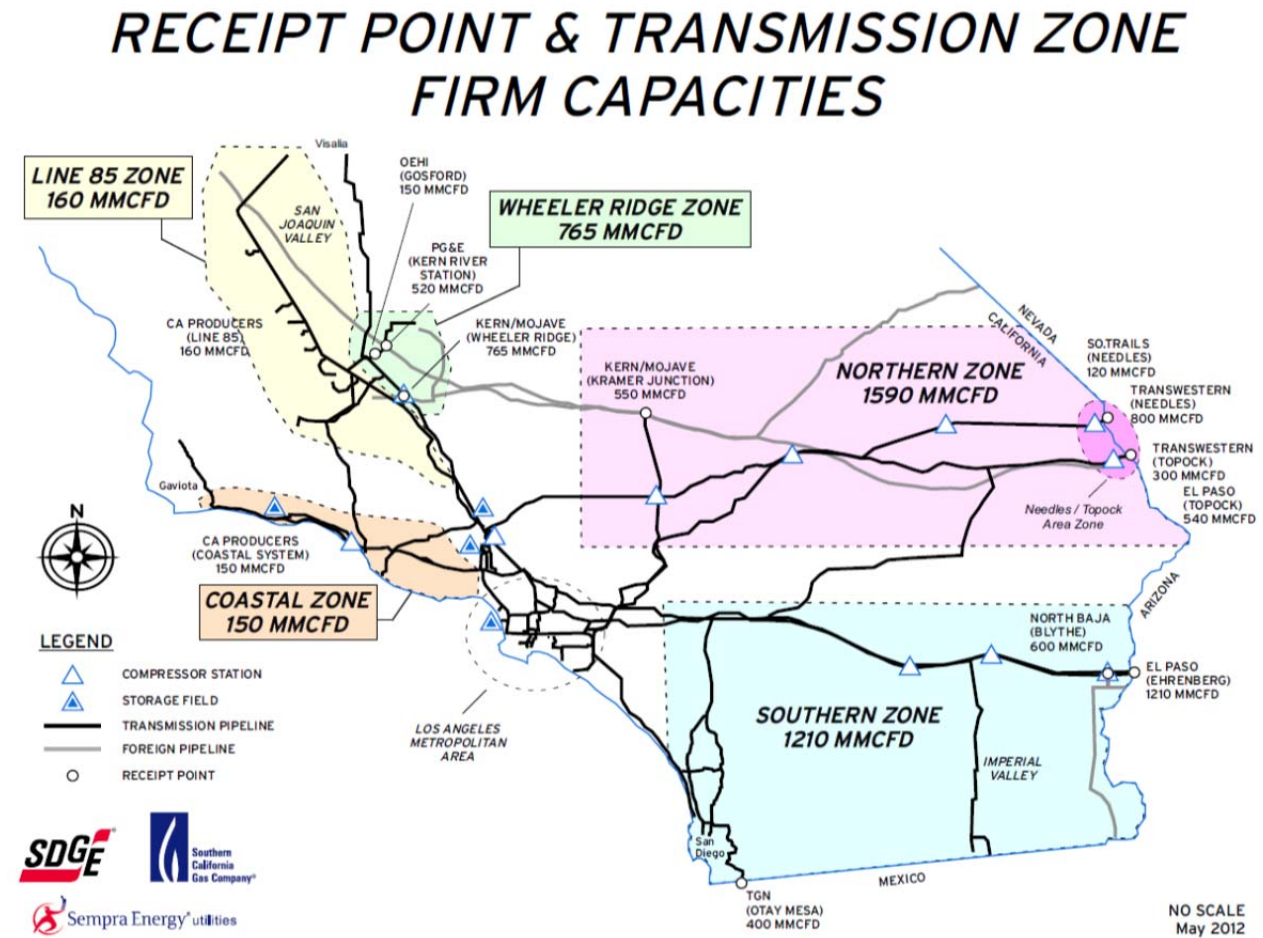 RECEIPT POINT & TRANSMISSION ZONE
FIRM CAPACITIES
Visalia
LINE 85 ZONE
160 MMCFD
SAN
JOAQUIN
VALLEY
OEHI
(GOSFORD)
150 MMCFD
WHEELER RIDGE ZONE
765 MMCFD
PG&E
(KERN RIVER
STATION)
520 MMCFD
CA PRODUCERS
(LINE 85)
160 MMCFD
KERN/MOJAVE
(WHEELER RIDGE)
765 MMCFD
KERN/MOJAVE
(KRAMER JUNCTION)
550 MMCFD
NORTHERN ZONE
1590 MMCFD
NEVADA
CALIFORNIA
SO.TRAILS
(NEEDLES)
120 MMCFD
TRANSWESTERN
(NEEDLES)
800 MMCFD
TRANSWESTERN
(TOPOCK)
300 MMCFD
EL PASO
(TOPOCK)
540 MMCFD
Needles / Topock
Area Zone
Gaviota
N
CA PRODUCERS
(COASTAL SYSTEM)
150 MMCFD
COASTAL ZONE
150 MMCFD
ARIZONA
NORTH BAJA
(BLYTHE)
600 MMCFD
EL PASO
(EHRENBERG)
1210 MMCFD
LEGEND
COMPRESSOR STATION
STORAGE FIELD
TRANSMISSION PIPELINE
FOREIGN PIPELINE
RECEIPT POINT
LOS ANGELES
METROPOLITAN
AREA
SOUTHERN ZONE
1210 MMCFD
IMPERIAL
VALLEY
San
Diego
MEXICO
TGN
(OTAY MESA)
400 MMCFD
SDGE®
Southern
California
Gas Company®
Sempra Energy® utilities
NO SCALE
May 2012